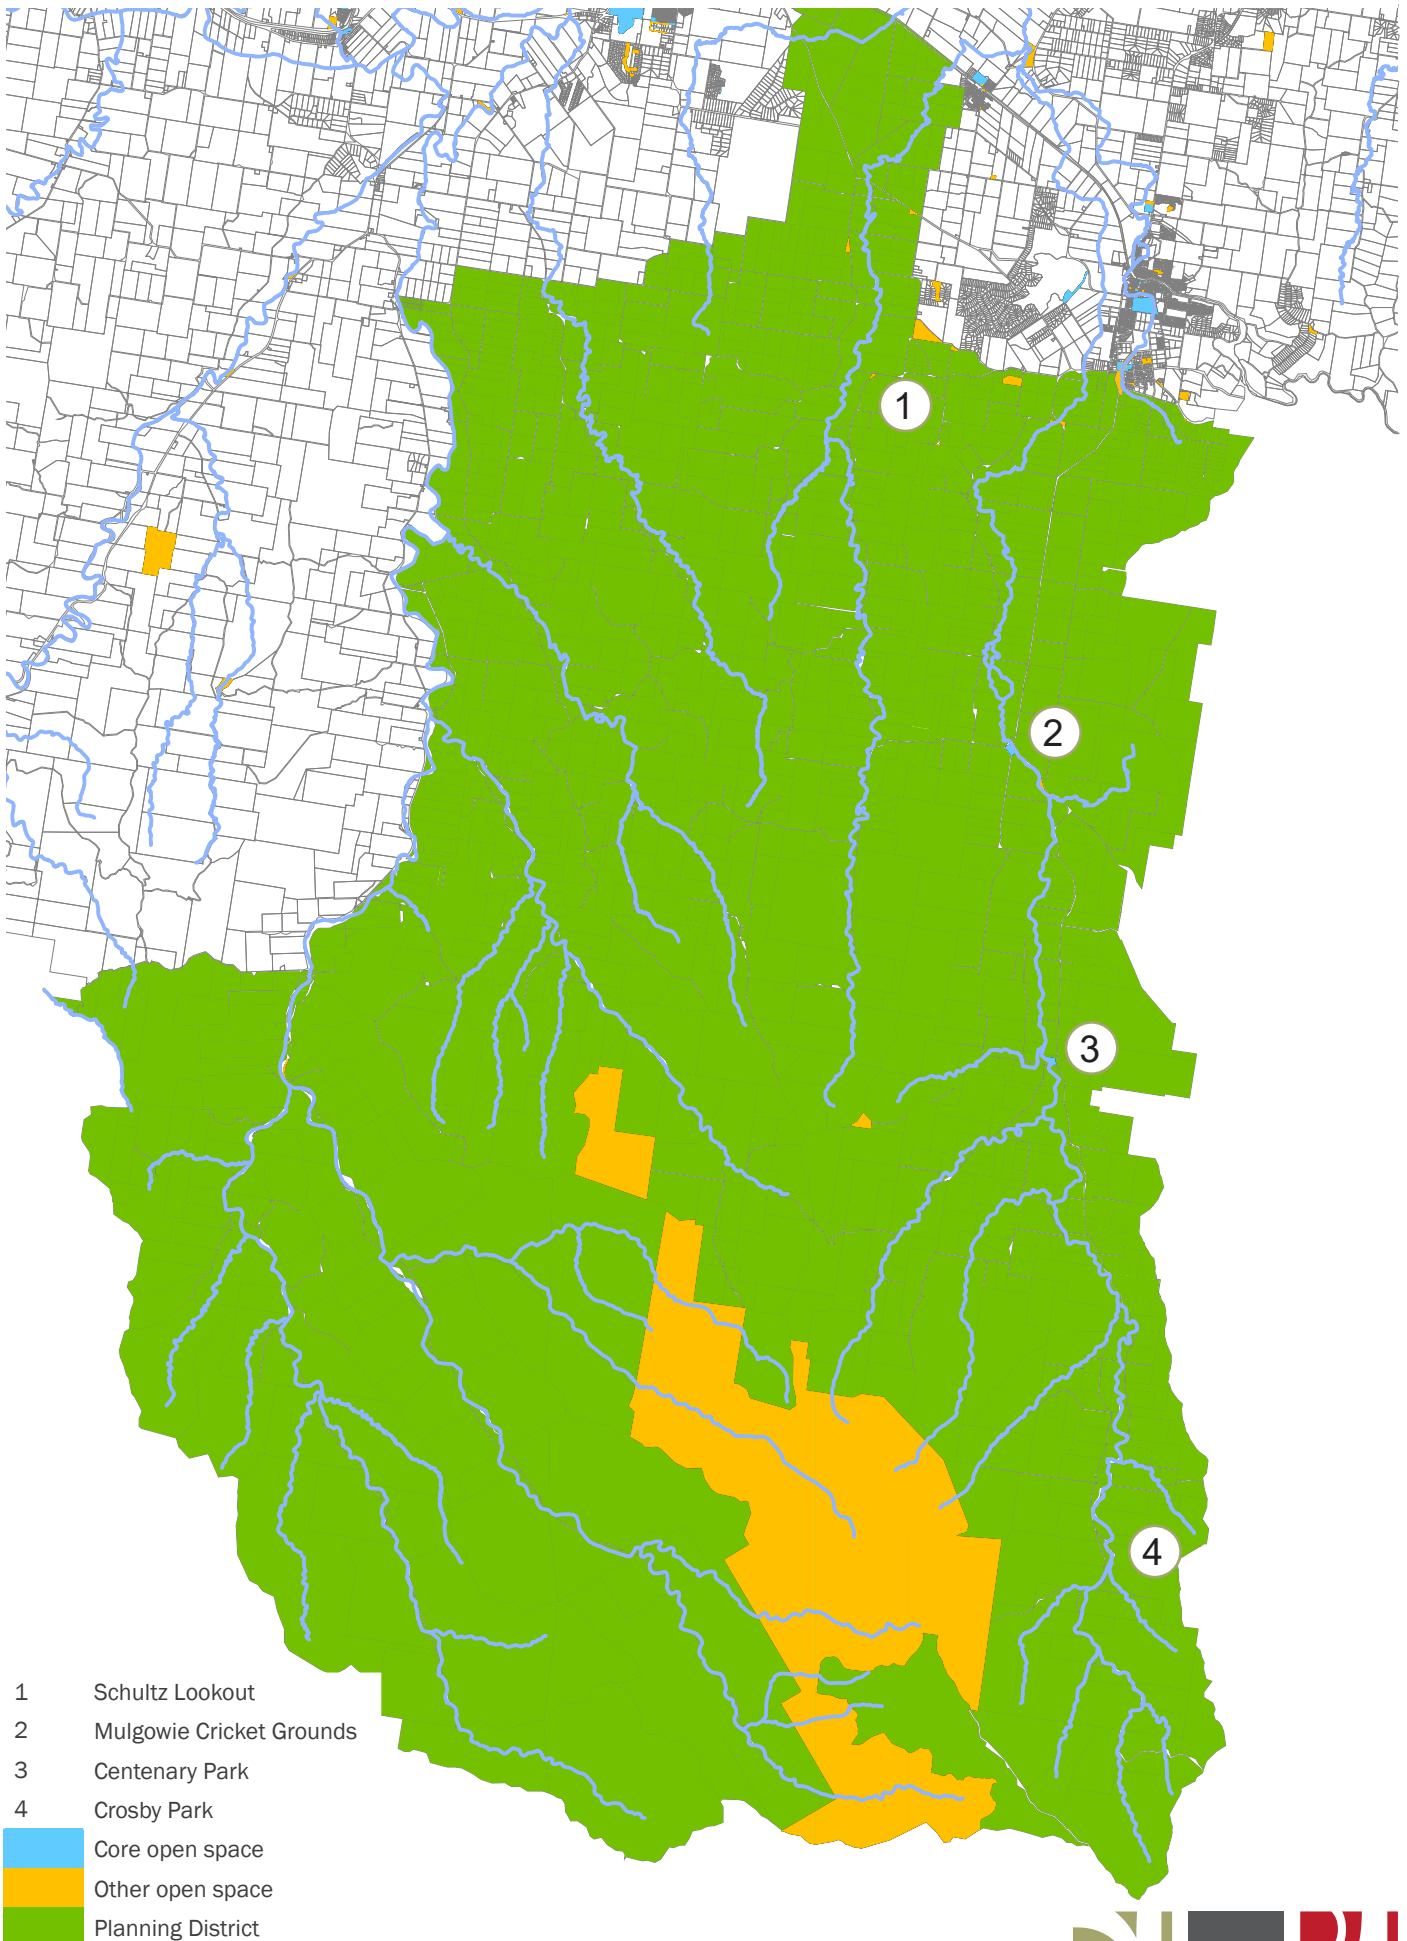 1
2
3
4
1 Schultz Lookout
2 Mulgowie Cricket Grounds
3 Centenary Park
4 Crosby Park
Core open space
Other open space
Planning District